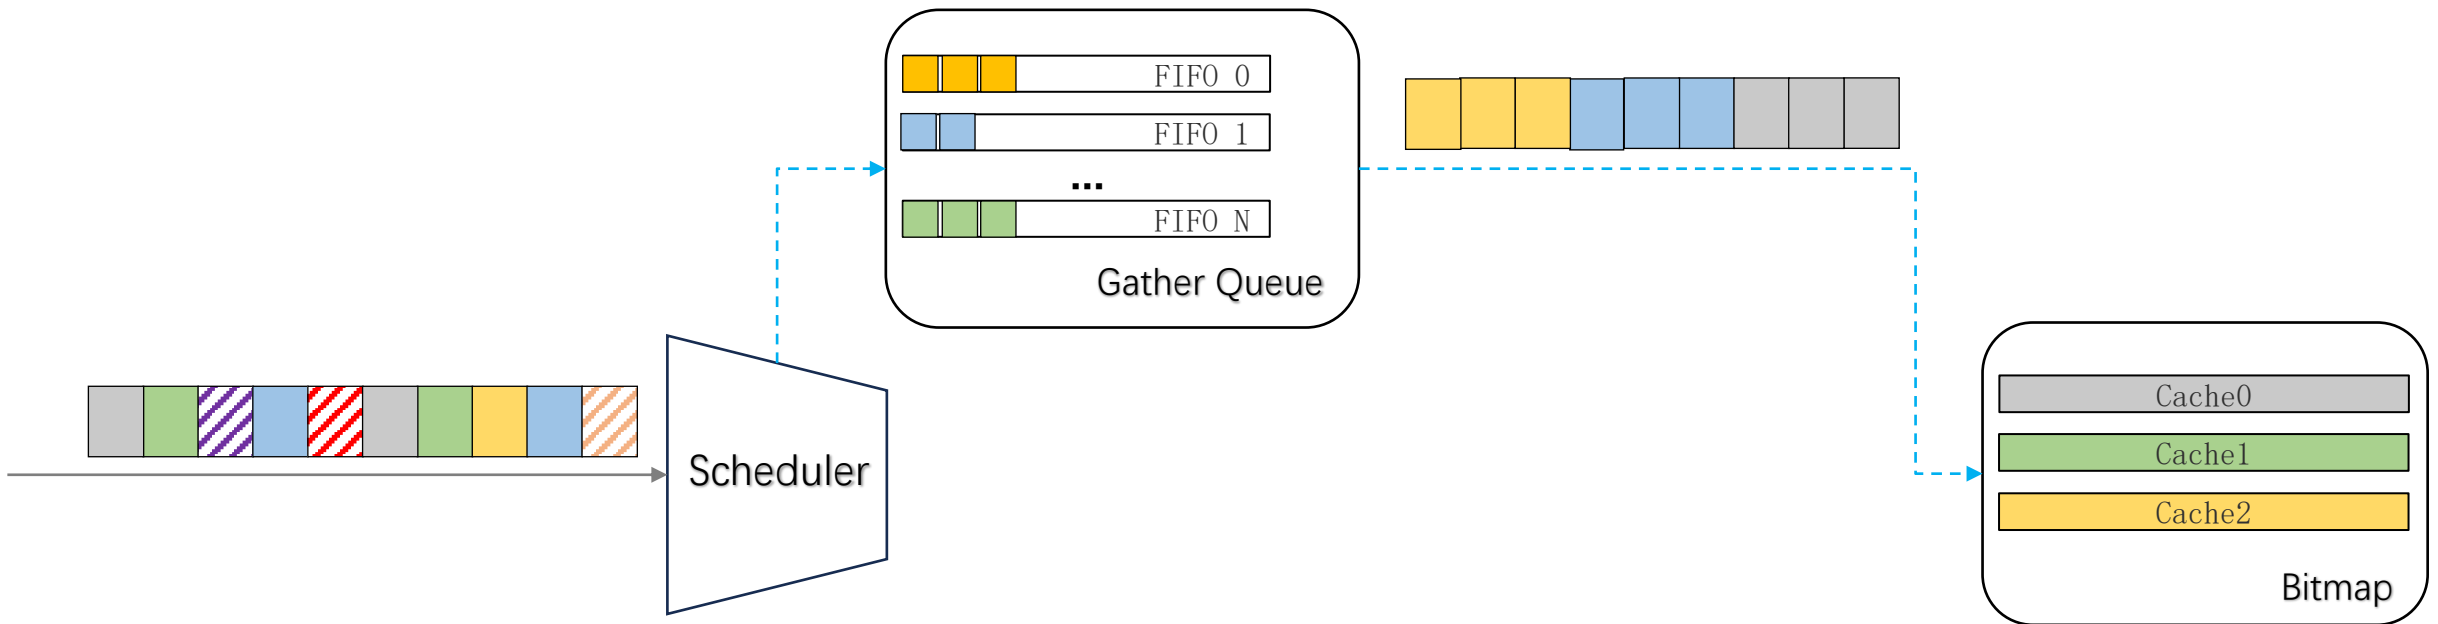 FIFO 0
FIFO 1
...
FIFO N
Gather Queue
Scheduler
Cache0
Cache1
Cache2
Bitmap